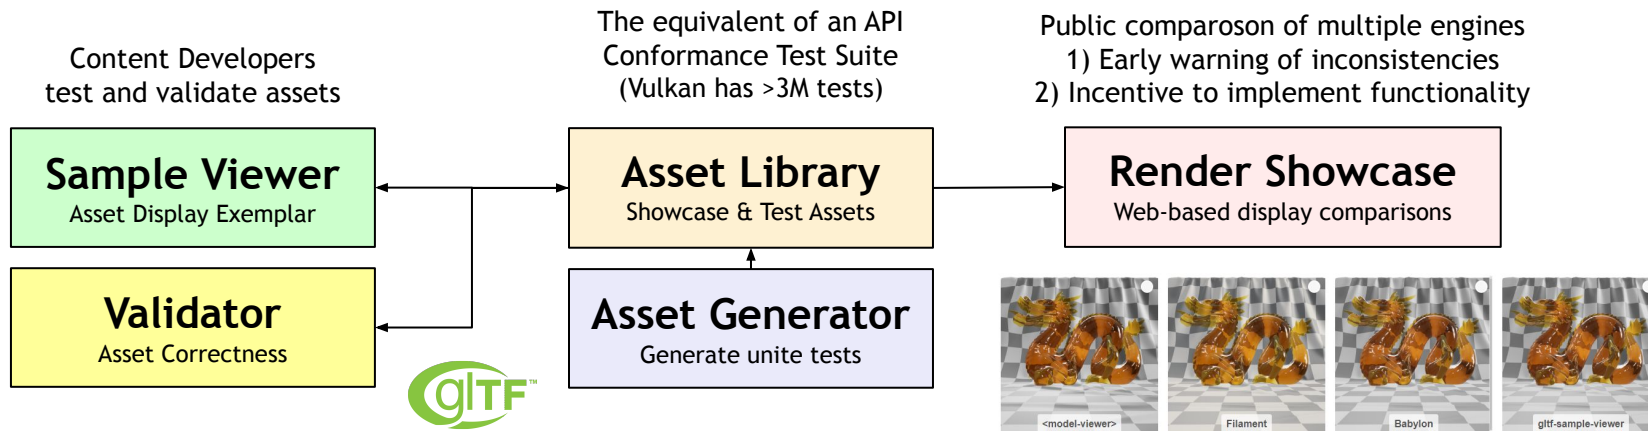 Content Developers
test and validate assets
Sample Viewer
Asset Display Exemplar
Validator
Asset Correctness
glTF™
The equivalent of an API
Conformance Test Suite
(Vulkan has >3M tests)
Asset Library
Showcase & Test Assets
Asset Generator
Generate unite tests
Public comparoson of multiple engines
1) Early warning of inconsistencies
2) Incentive to implement functionality
Render Showcase
Web-based display comparisons
<model-viewer>
Filament
Babylon
gltf-sample-viewer